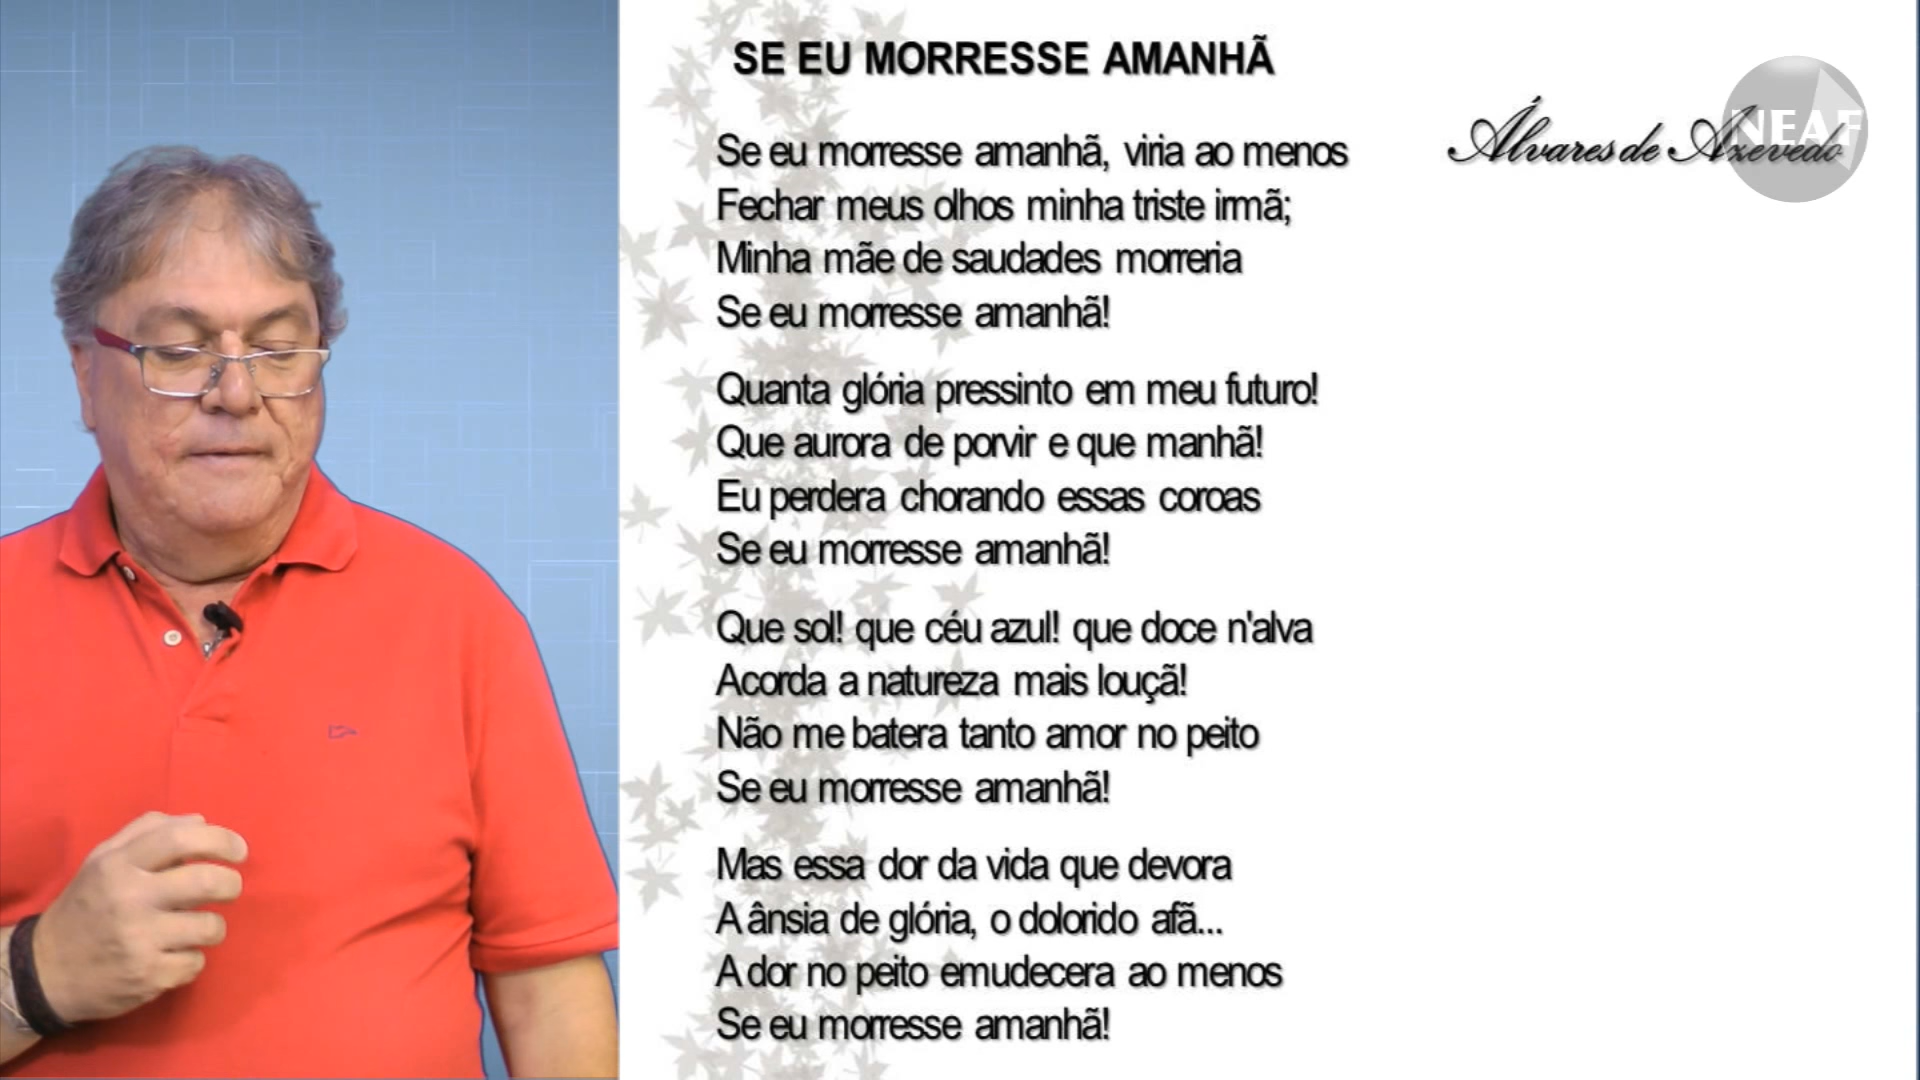 SE EU MORRESSE AMANHÃ
Álvares de Azevedo
NEAF
Se eu morresse amanhã, viria ao menos
Fechar meus olhos minha triste irmã;
Minha mãe de saudades morreria
Se eu morresse amanhã!
Quanta glória pressinto em meu futuro!
Que aurora de porvir e que manhã!
Eu perdera chorando essas coroas
Se eu morresse amanhã!
Que sol! que céu azul! que doce n'alva
Acorda a natureza mais louçã!
Não me batera tanto amor no peito
Se eu morresse amanhã!
Mas essa dor da vida que devora
A ânsia de glória, o dolorido afã...
A dor no peito emudecera ao menos
Se eu morresse amanhã!